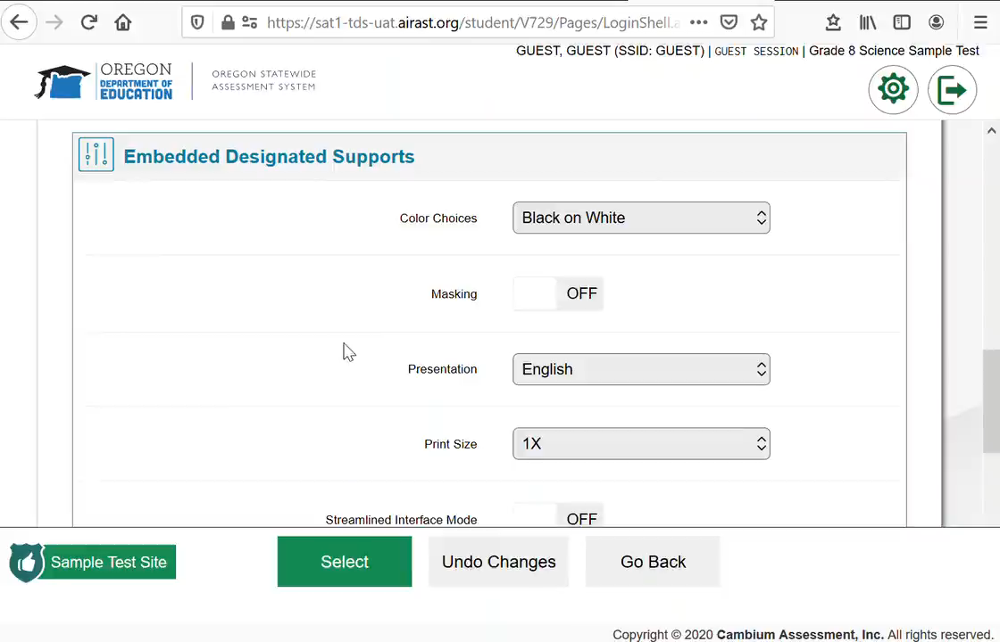 https://sat1-tds-uat.airast.org/student/V729/Pages/LoginShell.a
GUEST, GUEST (SSID: GUEST) | GUEST SESSION | Grade 8 Science Sample Test
OREGON
DEPARTMENT OF
EDUCATION
OREGON STATEWIDE
ASSESSMENT SYSTEM
Embedded Designated Supports
Color Choices Black on White
Masking OFF
Presentation English
Print Size 1X
Streamlined Interface Mode OFF
Sample Test Site Select Undo Changes Go Back
Copyright © 2020 Cambium Assessment, Inc. All rights reserved.